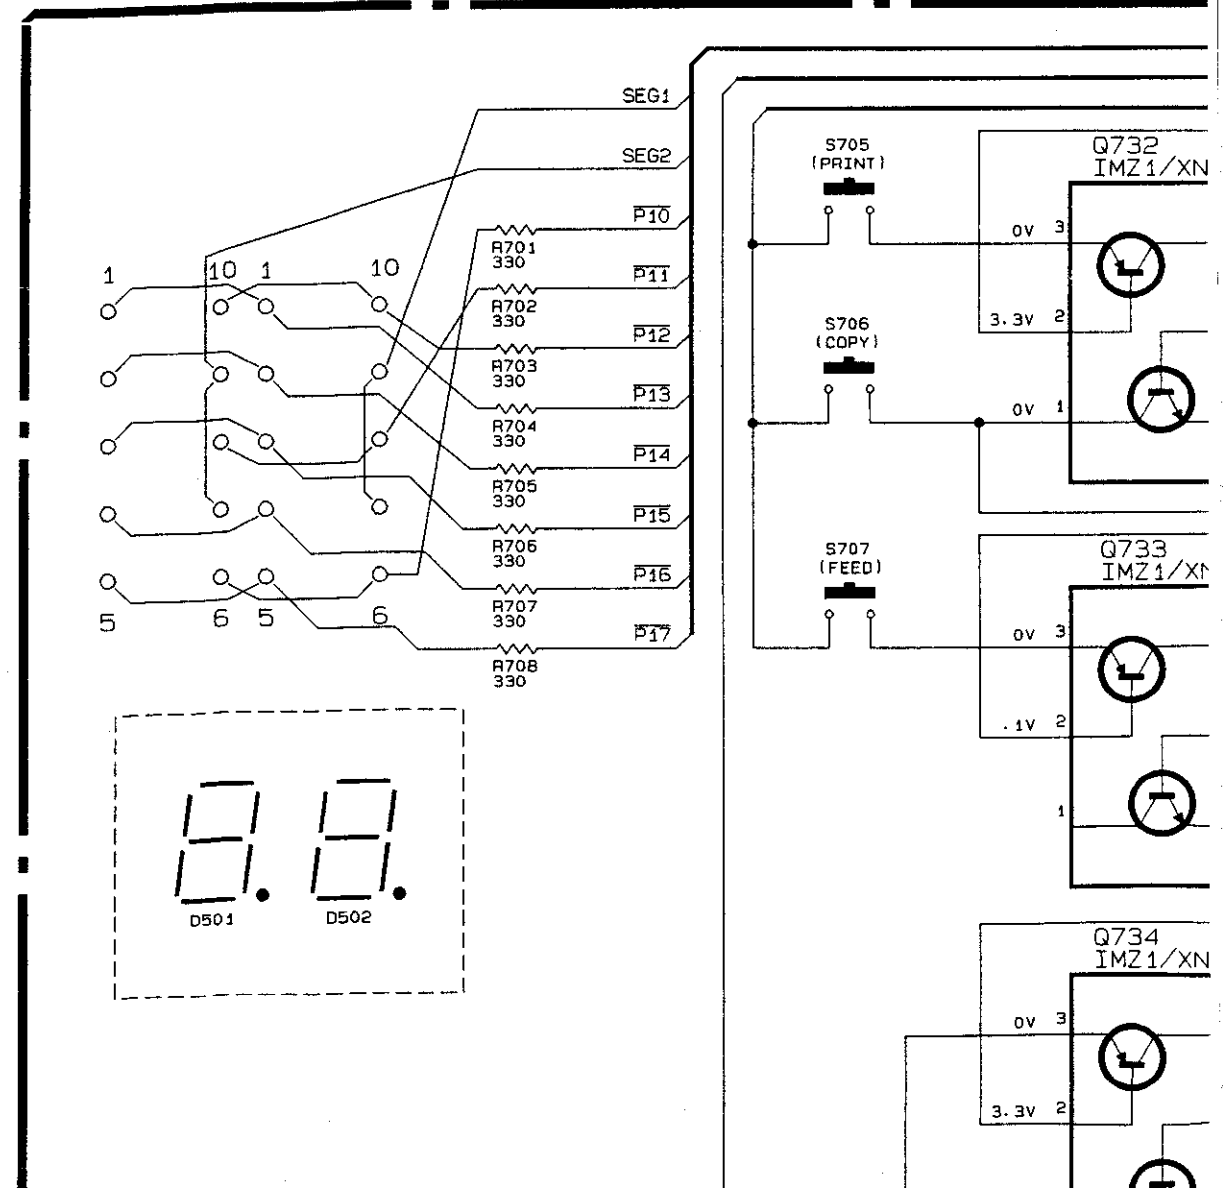 SEG1
SEG2
P10
R701
330
P11
R702
330
P12
R703
330
P13
R704
330
P14
R705
330
P15
R706
330
P16
R707
330
P17
R708
330
1 10 1 10
5 6 5 6
D501 D502
S705
(PRINT)
S706
(COPY)
S707
(FEED)
Q732
IMZ1/XN
0V 3
3.3V 2
0V 1
Q733
IMZ1/XN
0V 3
.1V 2
1
Q734
IMZ1/XN
0V 3
3.3V 2